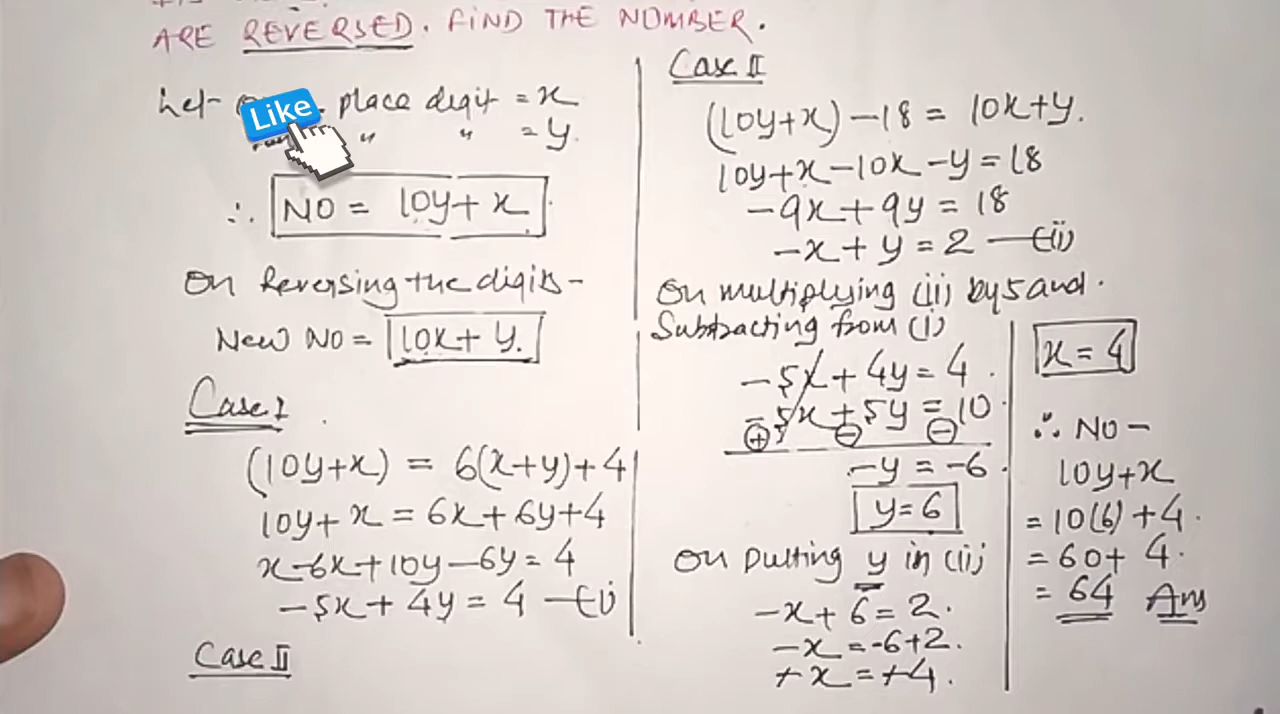 ARE REVERSED. FIND THE NUMBER.
Let place digit = x
" " = y.
Like
∴ NO = 10y + x
On Reversing the digits -
New NO = 10x + y.
Case I
(10y+x) = 6(x+y)+4
10y + x = 6x + 6y + 4
x - 6x + 10y - 6y = 4
-5x + 4y = 4 —(i)
Case II
Case II
(10y+x) - 18 = 10x + y.
10y + x - 10x - y = 18
-9x + 9y = 18
-x + y = 2 —(ii)
On multiplying (ii) by 5 and.
Subtracting from (i)
-5x + 4y = 4.
-5x + 5y = 10.
⊕ ⊖ ⊖
-y = -6.
y = 6
On putting y in (ii)
-x + 6 = 2.
-x = -6 + 2.
+x = +4.
x = 4
∴ NO -
10y + x
= 10(6) + 4.
= 60 + 4.
= 64 Ans